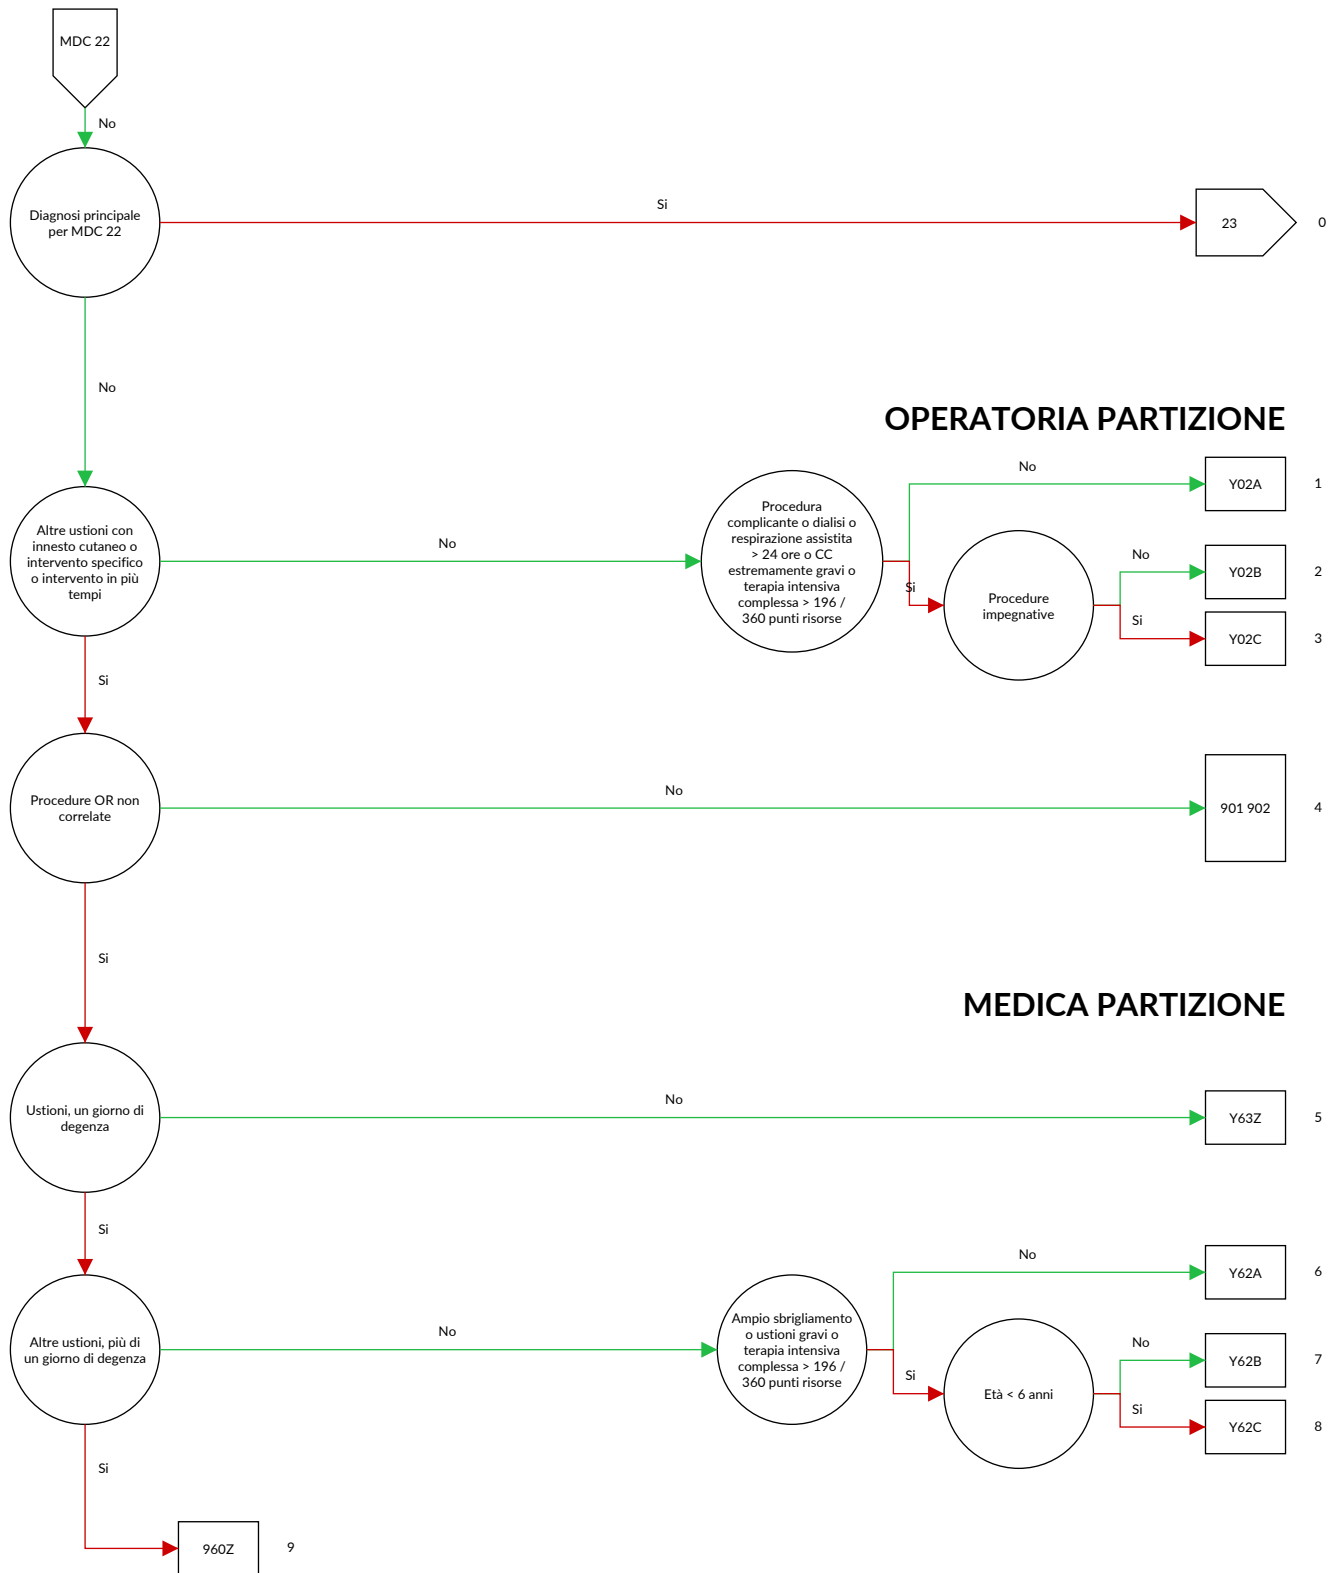 MDC 22
No
Diagnosi principale
per MDC 22
Si
23
0
No
OPERATORIA PARTIZIONE
Altre ustioni con
innesto cutaneo o
intervento specifico
o intervento in più
tempi
No
Procedura
complicante o dialisi o
respirazione assistita
> 24 ore o CC
estremamente gravi o
terapia intensiva
complessa > 196 /
360 punti risorse
No
Y02A
1
Si
Procedure
impegnative
No
Y02B
2
Si
Y02C
3
Si
Procedure OR non
correlate
No
901 902
4
Si
MEDICA PARTIZIONE
Ustioni, un giorno di
degenza
No
Y63Z
5
Si
Altre ustioni, più di
un giorno di degenza
No
Ampio sbrigliamento
o ustioni gravi o
terapia intensiva
complessa > 196 /
360 punti risorse
No
Y62A
6
Si
Età < 6 anni
No
Y62B
7
Si
Y62C
8
Si
960Z
9